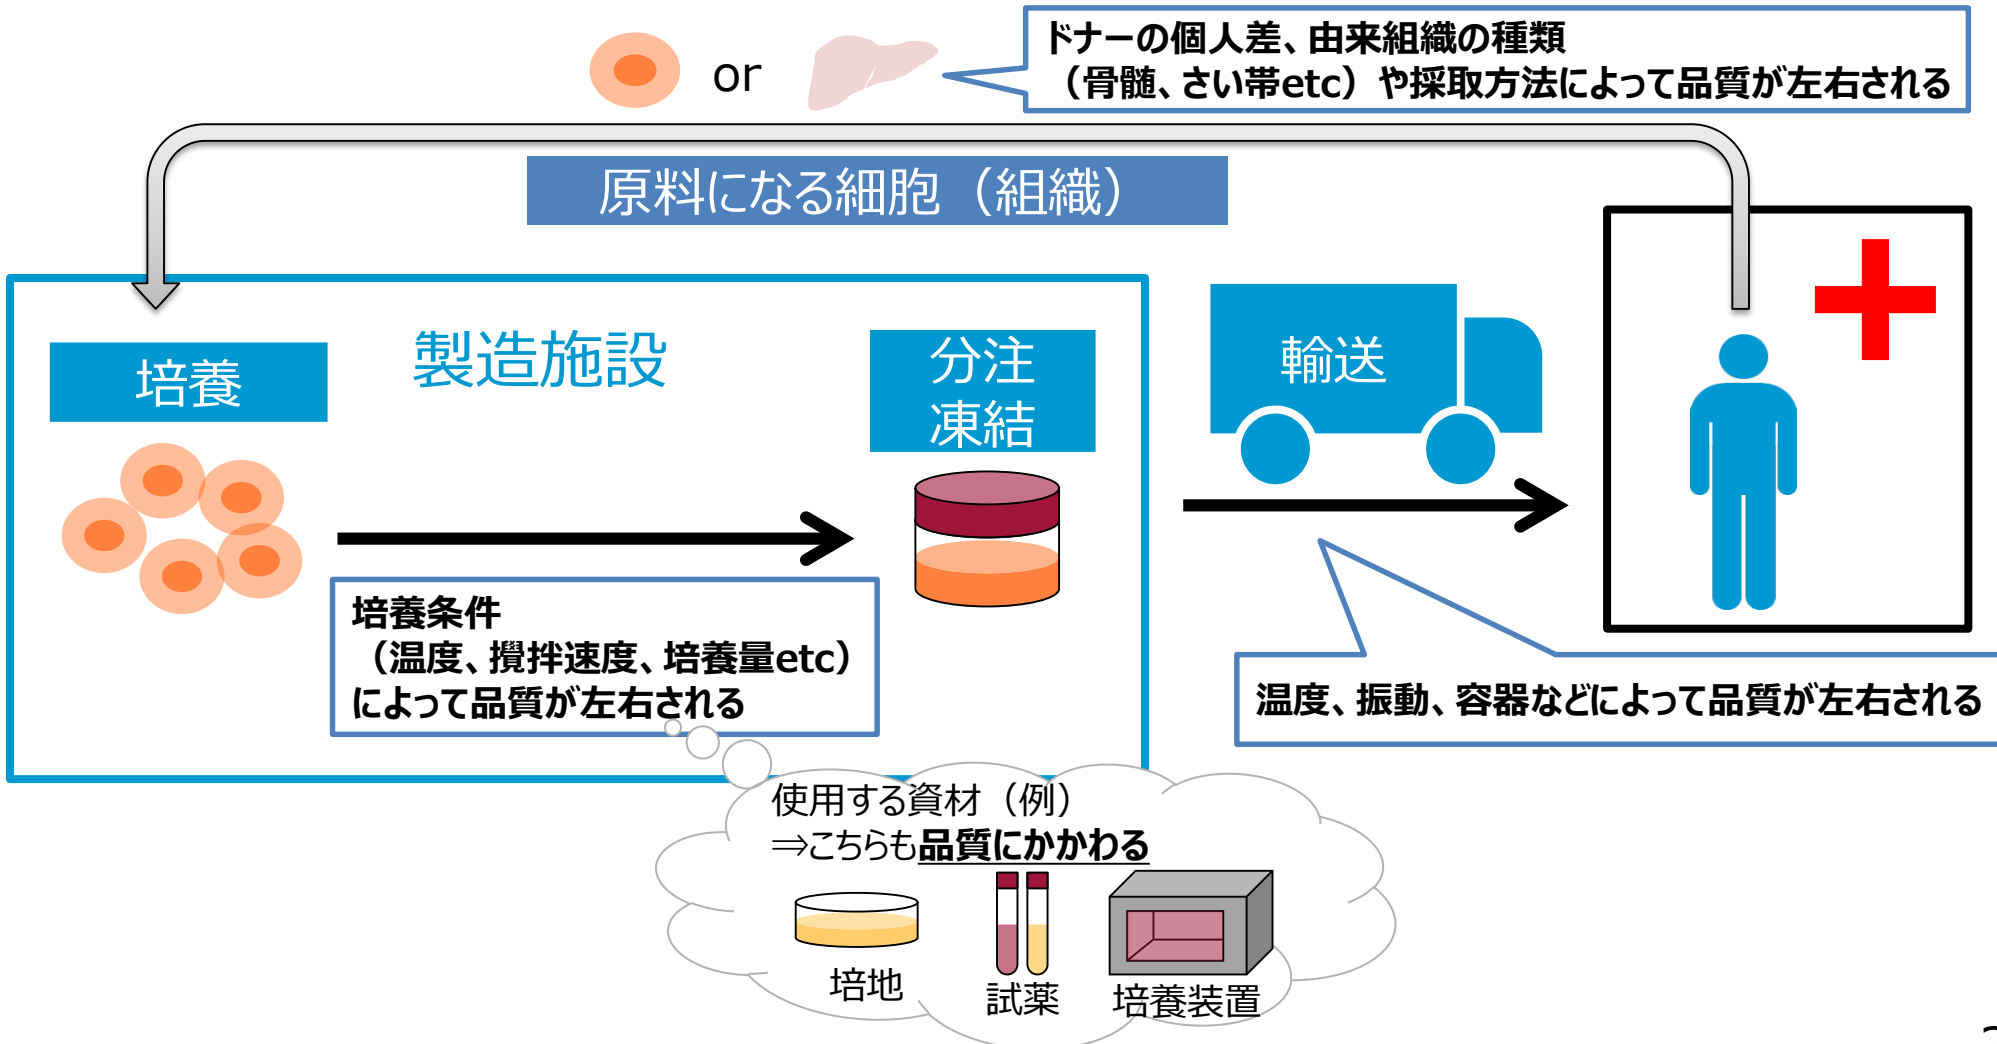 or
ドナーの個人差、由来組織の種類
（骨髄、さい帯etc）や採取方法によって品質が左右される
原料になる細胞（組織）
製造施設
培養
分注
凍結
輸送
培養条件
（温度、攪拌速度、培養量etc）
によって品質が左右される
温度、振動、容器などによって品質が左右される
使用する資材（例）
⇒こちらも品質にかかわる
培地
試薬
培養装置